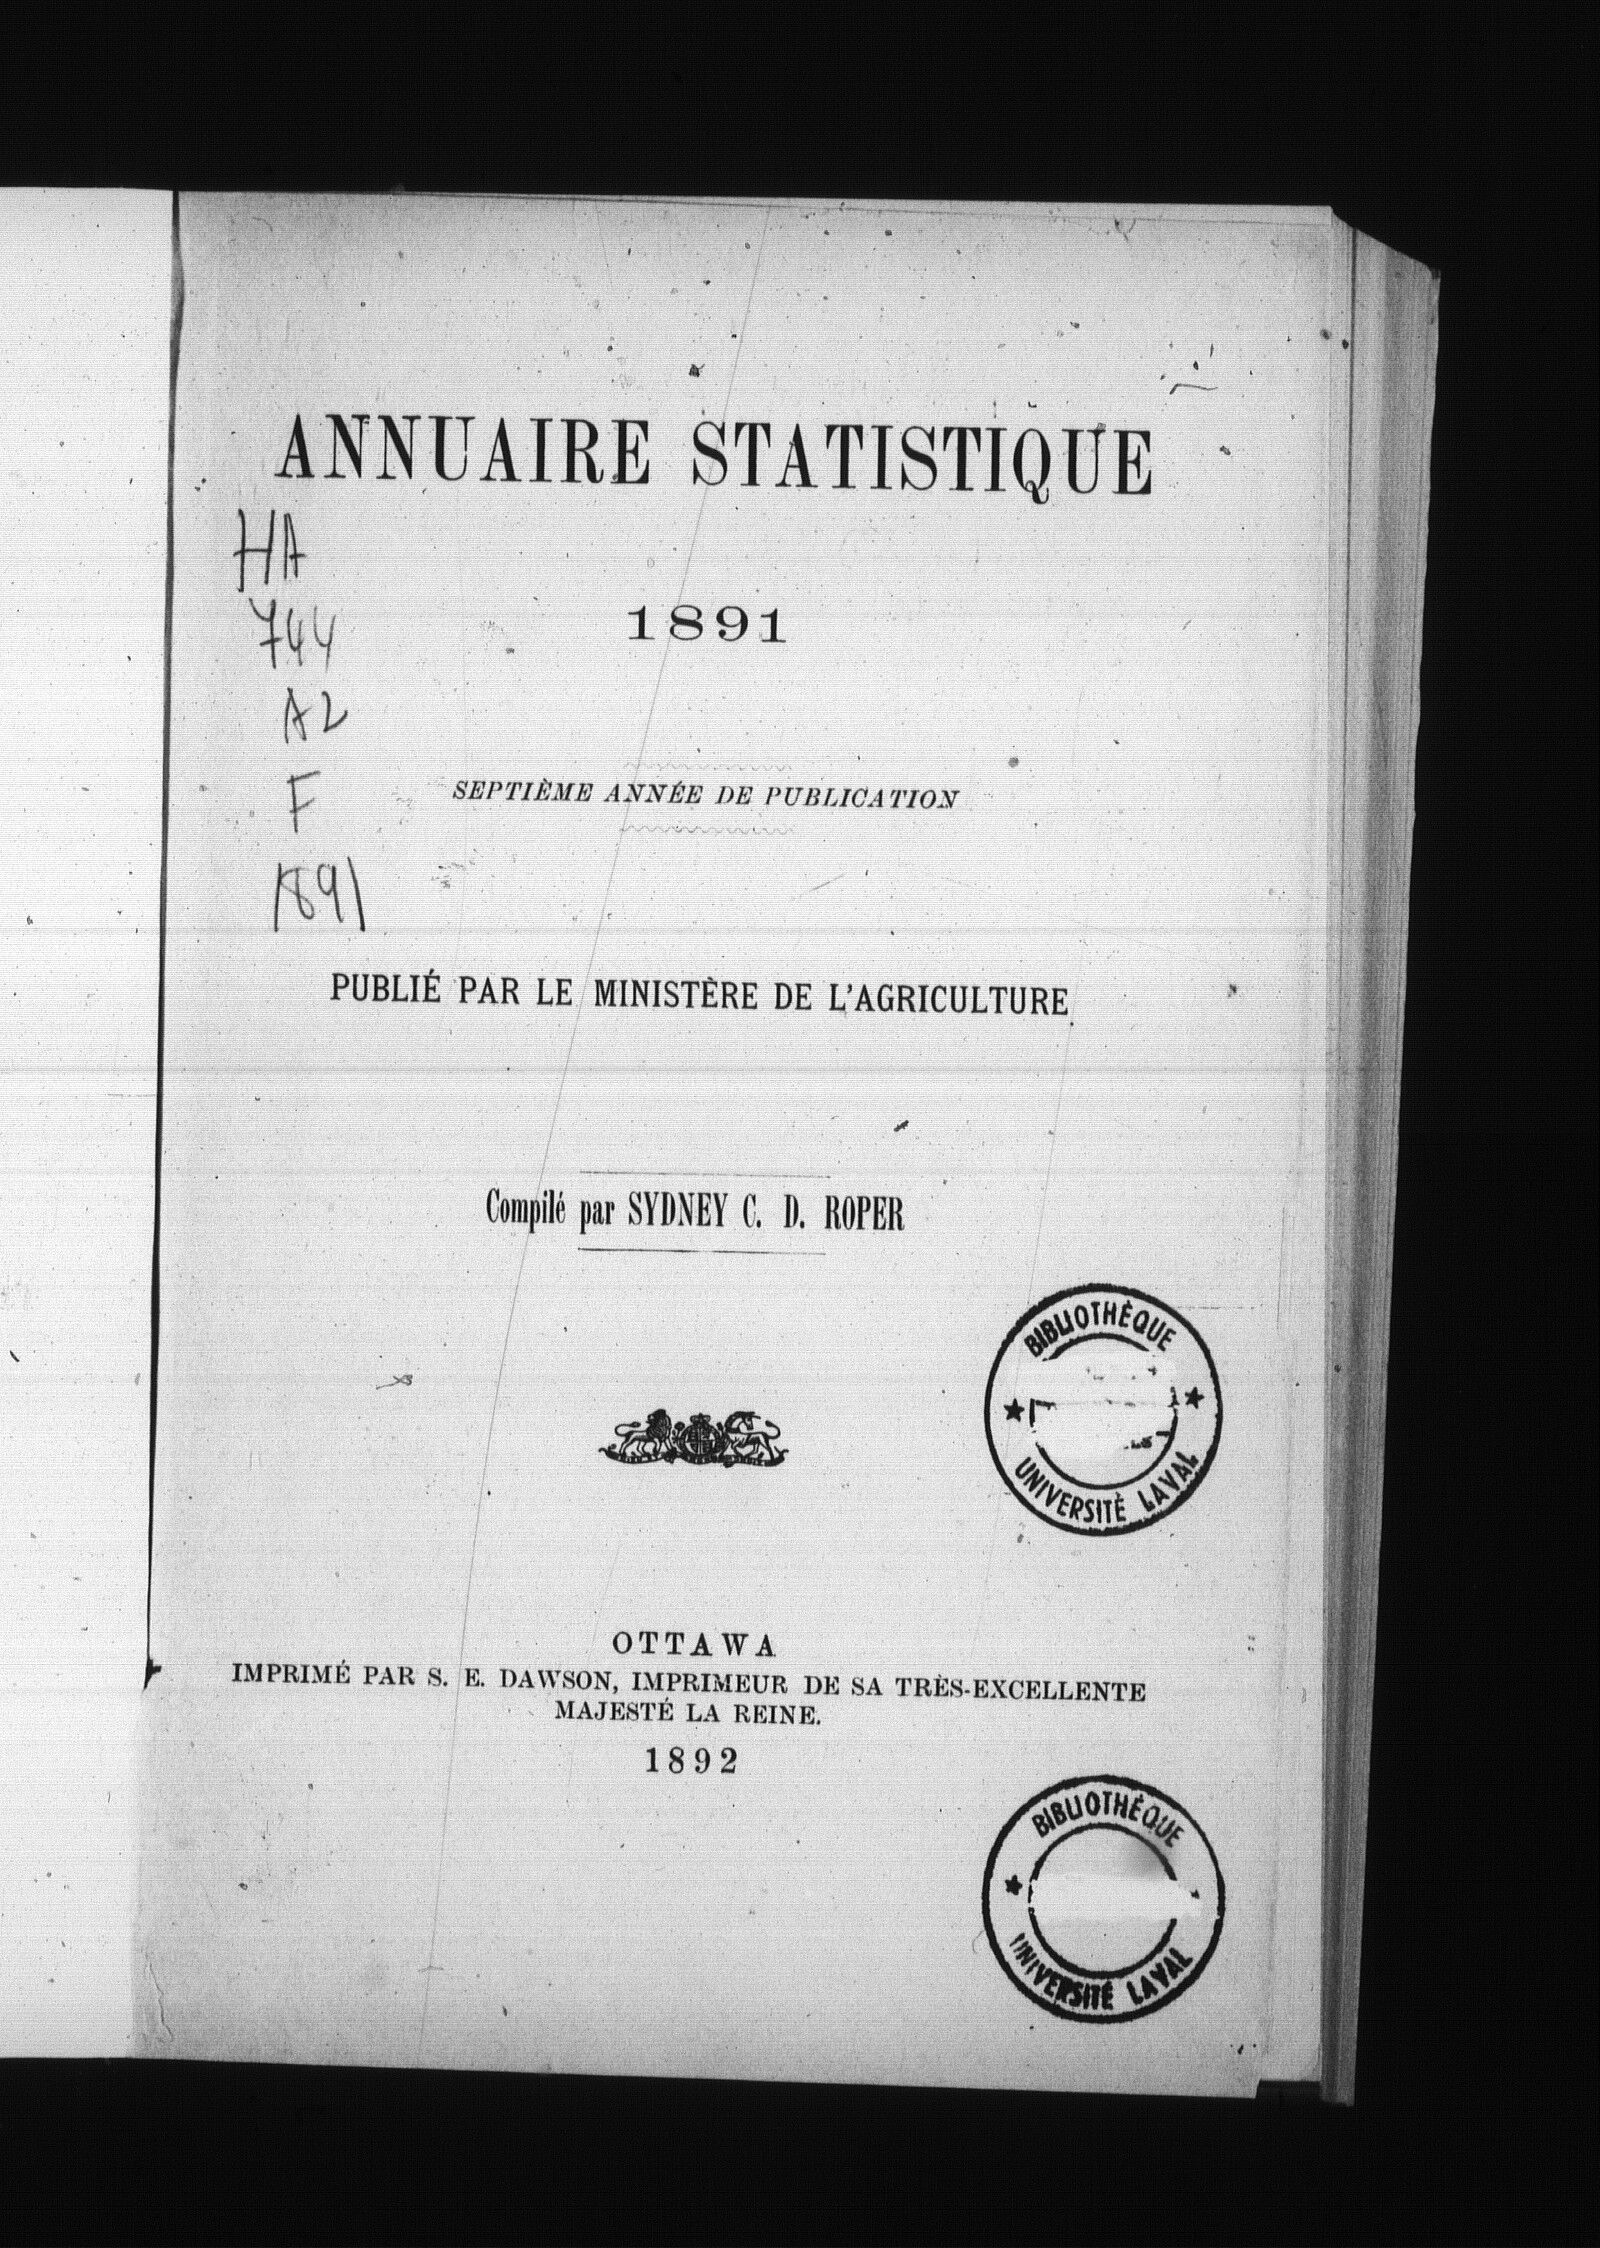 ANNUAIRE STATISTIQUE
HA
744
A2
F
1891
1891
SEPTIÈME ANNÉE DE PUBLICATION
PUBLIÉ PAR LE MINISTÈRE DE L'AGRICULTURE.
Compilé par SYDNEY C. D. ROPER
BIBLIOTHÈQUE
UNIVERSITÉ LAVAL
OTTAWA
IMPRIMÉ PAR S. E. DAWSON, IMPRIMEUR DE SA TRÈS-EXCELLENTE
MAJESTÉ LA REINE.
1892
BIBLIOTHÈQUE
UNIVERSITÉ LAVAL